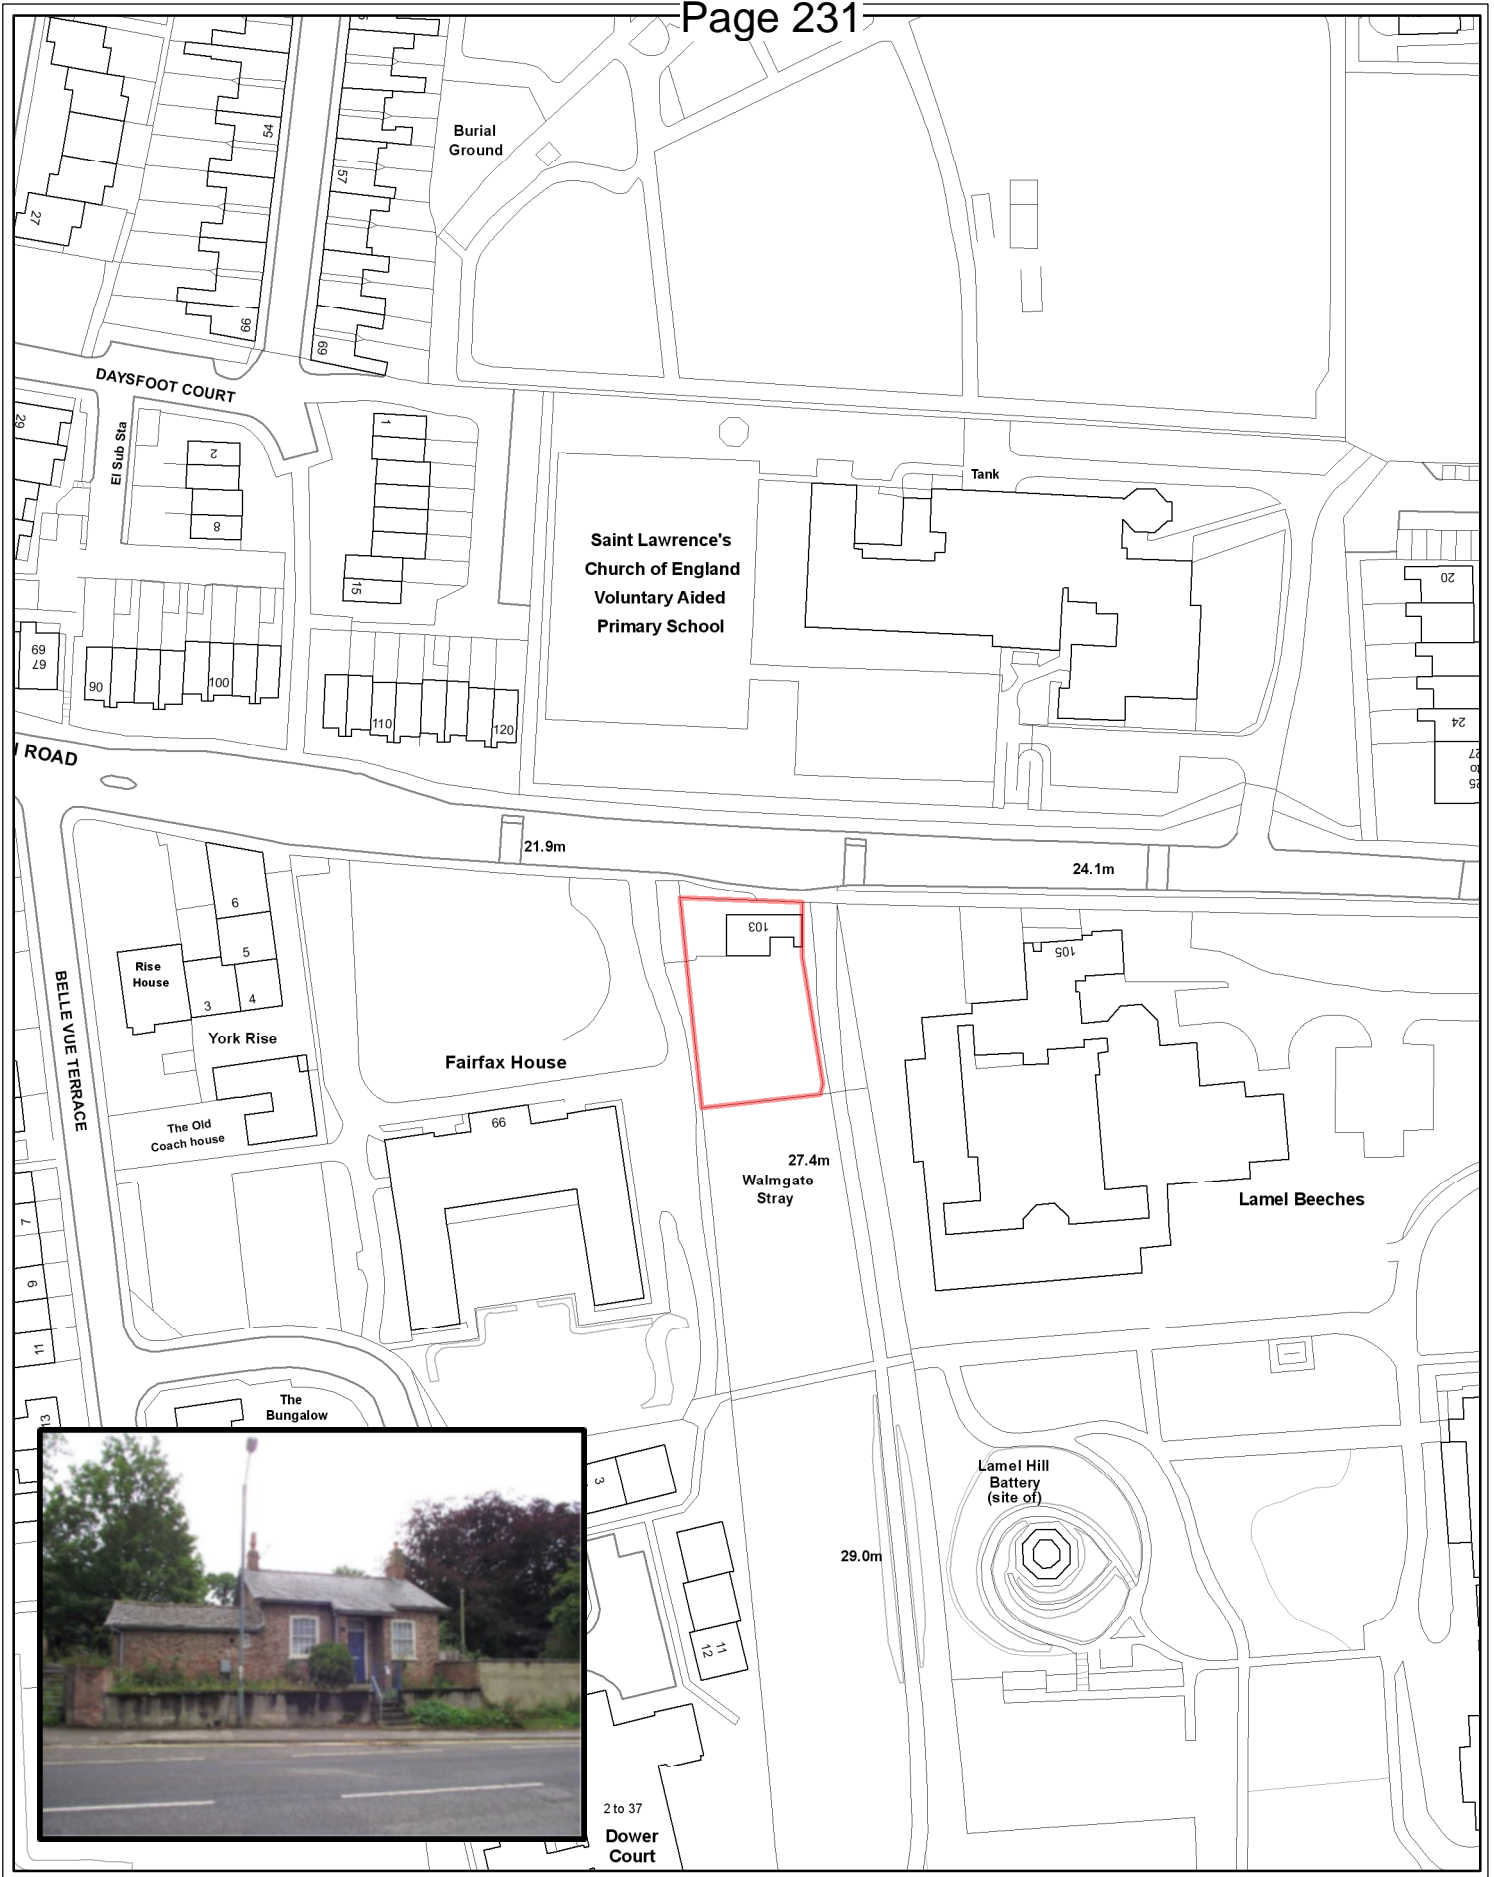 Page 231
54
Burial
Ground
57
27
66
69
DAYSFOOT COURT
29
El Sub Sta
1
2
8
15
Tank
Saint Lawrence's
Church of England
Voluntary Aided
Primary School
20
69
67
90
100
110
120
24
27
to
25
ROAD
21.9m
24.1m
6
5
4
3
Rise
House
York Rise
BELLE VUE TERRACE
103
105
Fairfax House
The Old
Coach house
66
27.4m
Walmgate
Stray
Lamel Beeches
7
9
11
13
The
Bungalow
3
Lamel Hill
Battery
(site of)
29.0m
11
12
2 to 37
Dower
Court